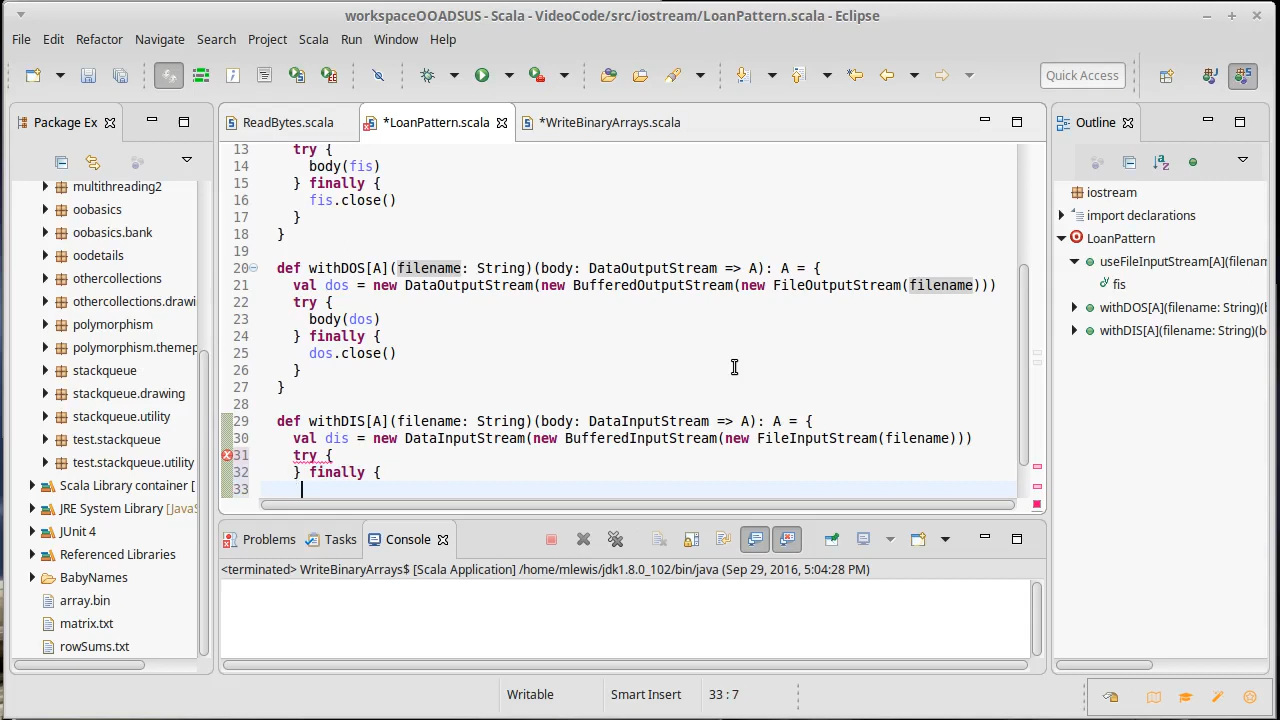 workspaceOOADSUS - Scala - VideoCode/src/iostream/LoanPattern.scala - Eclipse
File Edit Refactor Navigate Search Project Scala Run Window Help
Quick Access
Package Ex
multithreading2
oobasics
oobasics.bank
oodetails
othercollections
othercollections.drawi
polymorphism
polymorphism.themep
stackqueue
stackqueue.drawing
stackqueue.utility
test.stackqueue
test.stackqueue.utility
Scala Library container [
JRE System Library [JavaS
JUnit 4
Referenced Libraries
BabyNames
array.bin
matrix.txt
rowSums.txt
ReadBytes.scala
*LoanPattern.scala
*WriteBinaryArrays.scala
13 try {
14 body(fis)
15 } finally {
16 fis.close()
17 }
18 }
19
20 def withDOS[A](filename: String)(body: DataOutputStream => A): A = {
21 val dos = new DataOutputStream(new BufferedOutputStream(new FileOutputStream(filename)))
22 try {
23 body(dos)
24 } finally {
25 dos.close()
26 }
27 }
28
29 def withDIS[A](filename: String)(body: DataInputStream => A): A = {
30 val dis = new DataInputStream(new BufferedInputStream(new FileInputStream(filename)))
31 try {
32 } finally {
33
Problems Tasks Console
<terminated> WriteBinaryArrays$ [Scala Application] /home/mlewis/jdk1.8.0_102/bin/java (Sep 29, 2016, 5:04:28 PM)
Outline
iostream
import declarations
LoanPattern
useFileInputStream[A](filenam
fis
withDOS[A](filename: String)(b
withDIS[A](filename: String)(bo
Writable
Smart Insert
33 : 7